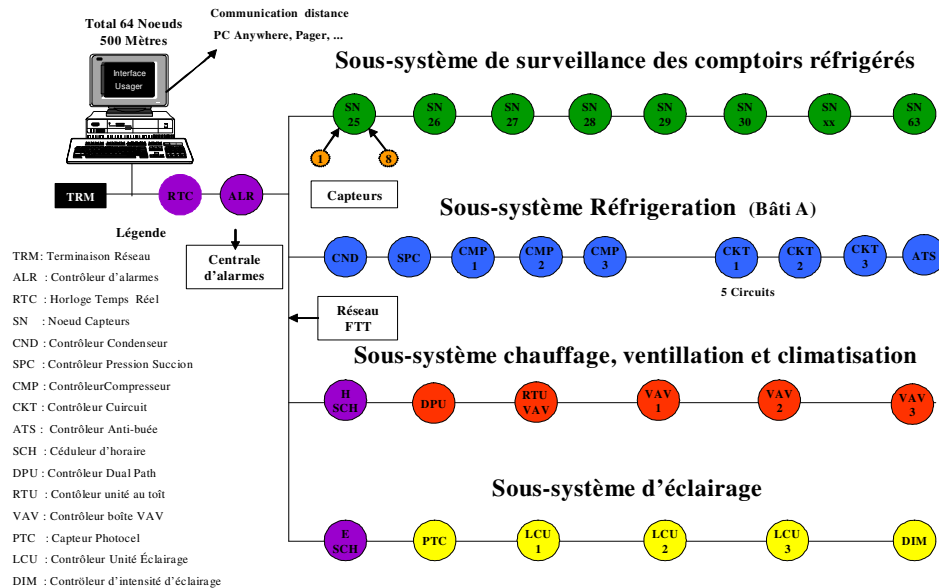 Total 64 Noeuds
500 Mètres
Communication distance
PC Anywhere, Pager, ...
Interface
Usager
TRM
RTC
ALR
Centrale
d'alarmes
Réseau
FTT
Sous-système de surveillance des comptoirs réfrigérés
SN
25
SN
26
SN
27
SN
28
SN
29
SN
30
SN
xx
SN
63
1
8
Capteurs
Sous-système Réfrigeration (Bâti A)
CND
SPC
CMP
1
CMP
2
CMP
3
CKT
1
CKT
2
CKT
3
ATS
5 Circuits
Sous-système chauffage, ventillation et climatisation
H
SCH
DPU
RTU
VAV
VAV
1
VAV
2
VAV
3
Sous-système d'éclairage
E
SCH
PTC
LCU
1
LCU
2
LCU
3
DIM
Légende
TRM : Terminaison Réseau
ALR : Contrôleur d'alarmes
RTC : Horloge Temps Réel
SN : Noeud Capteurs
CND : Contrôleur Condenseur
SPC : Contrôleur Pression Succion
CMP : ContrôleurCompresseur
CKT : Contrôleur Cuircuit
ATS : Contrôleur Anti-buée
SCH : Céduleur d'horaire
DPU : Contrôleur Dual Path
RTU : Contôleur unité au toît
VAV : Contrôleur boîte VAV
PTC : Capteur Photocel
LCU : Contrôleur Unité Éclairage
DIM : Contrôleur d'intensité d'éclairage